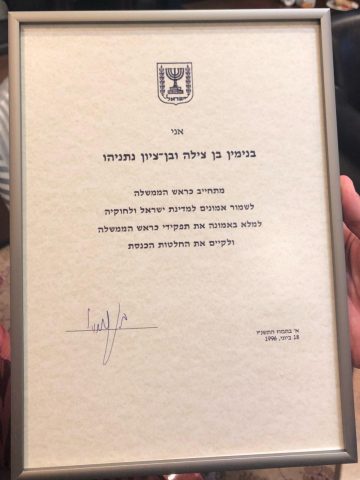 ישראל
אני
בנימין בן צילה ובן-ציון נתניהו
מתחייב כראש הממשלה
לשמור אמונים למדינת ישראל ולחוקיה
למלא באמונה את תפקידי כראש הממשלה
ולקיים את החלטות הכנסת
א' בתמוז התשנ"ו
18 ביוני, 1996